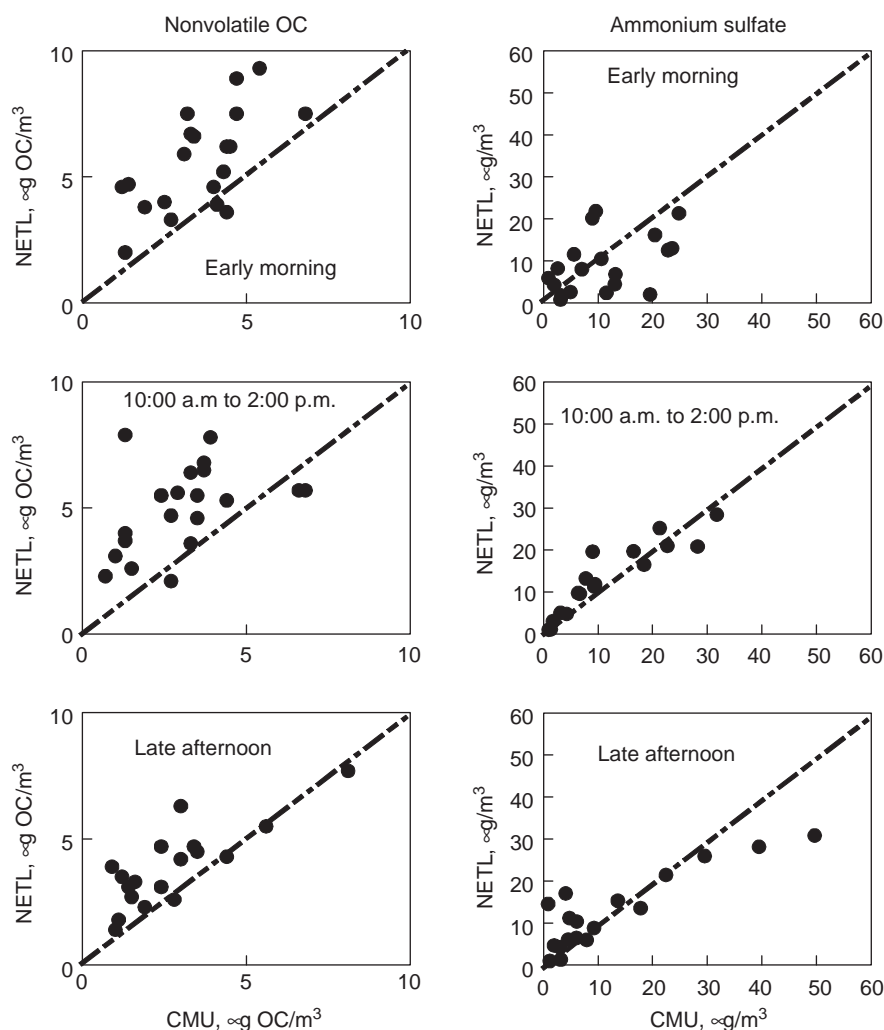 Nonvolatile OC
Ammonium sulfate
10
5
0
NETL, ∝g OC/m³
Early morning
0
5
10
60
50
40
30
20
10
0
NETL, ∝g/m³
Early morning
0 10 20 30 40 50 60
10
5
0
NETL, ∝g OC/m³
10:00 a.m to 2:00 p.m.
0
5
10
60
50
40
30
20
10
0
NETL, ∝g/m³
10:00 a.m. to 2:00 p.m.
0 10 20 30 40 50 60
10
5
0
NETL, ∝g OC/m³
Late afternoon
0
5
10
CMU, ∝g OC/m³
60
50
40
30
20
10
0
NETL, ∝g/m³
Late afternoon
0 10 20 30 40 50 60
CMU, ∝g/m³